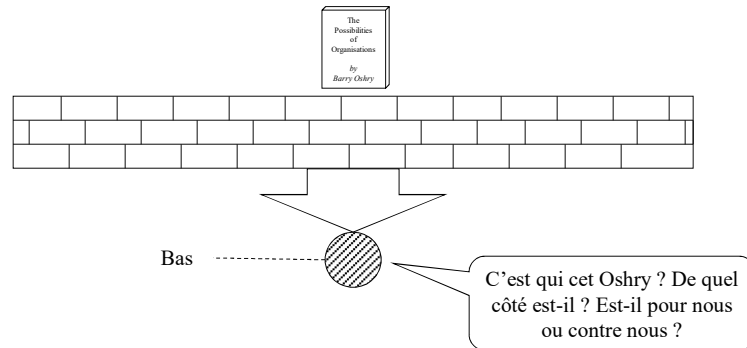 The
Possibilities
of
Organisations
by
Barry Oshry
Bas
C’est qui cet Oshry ? De quel
côté est-il ? Est-il pour nous
ou contre nous ?